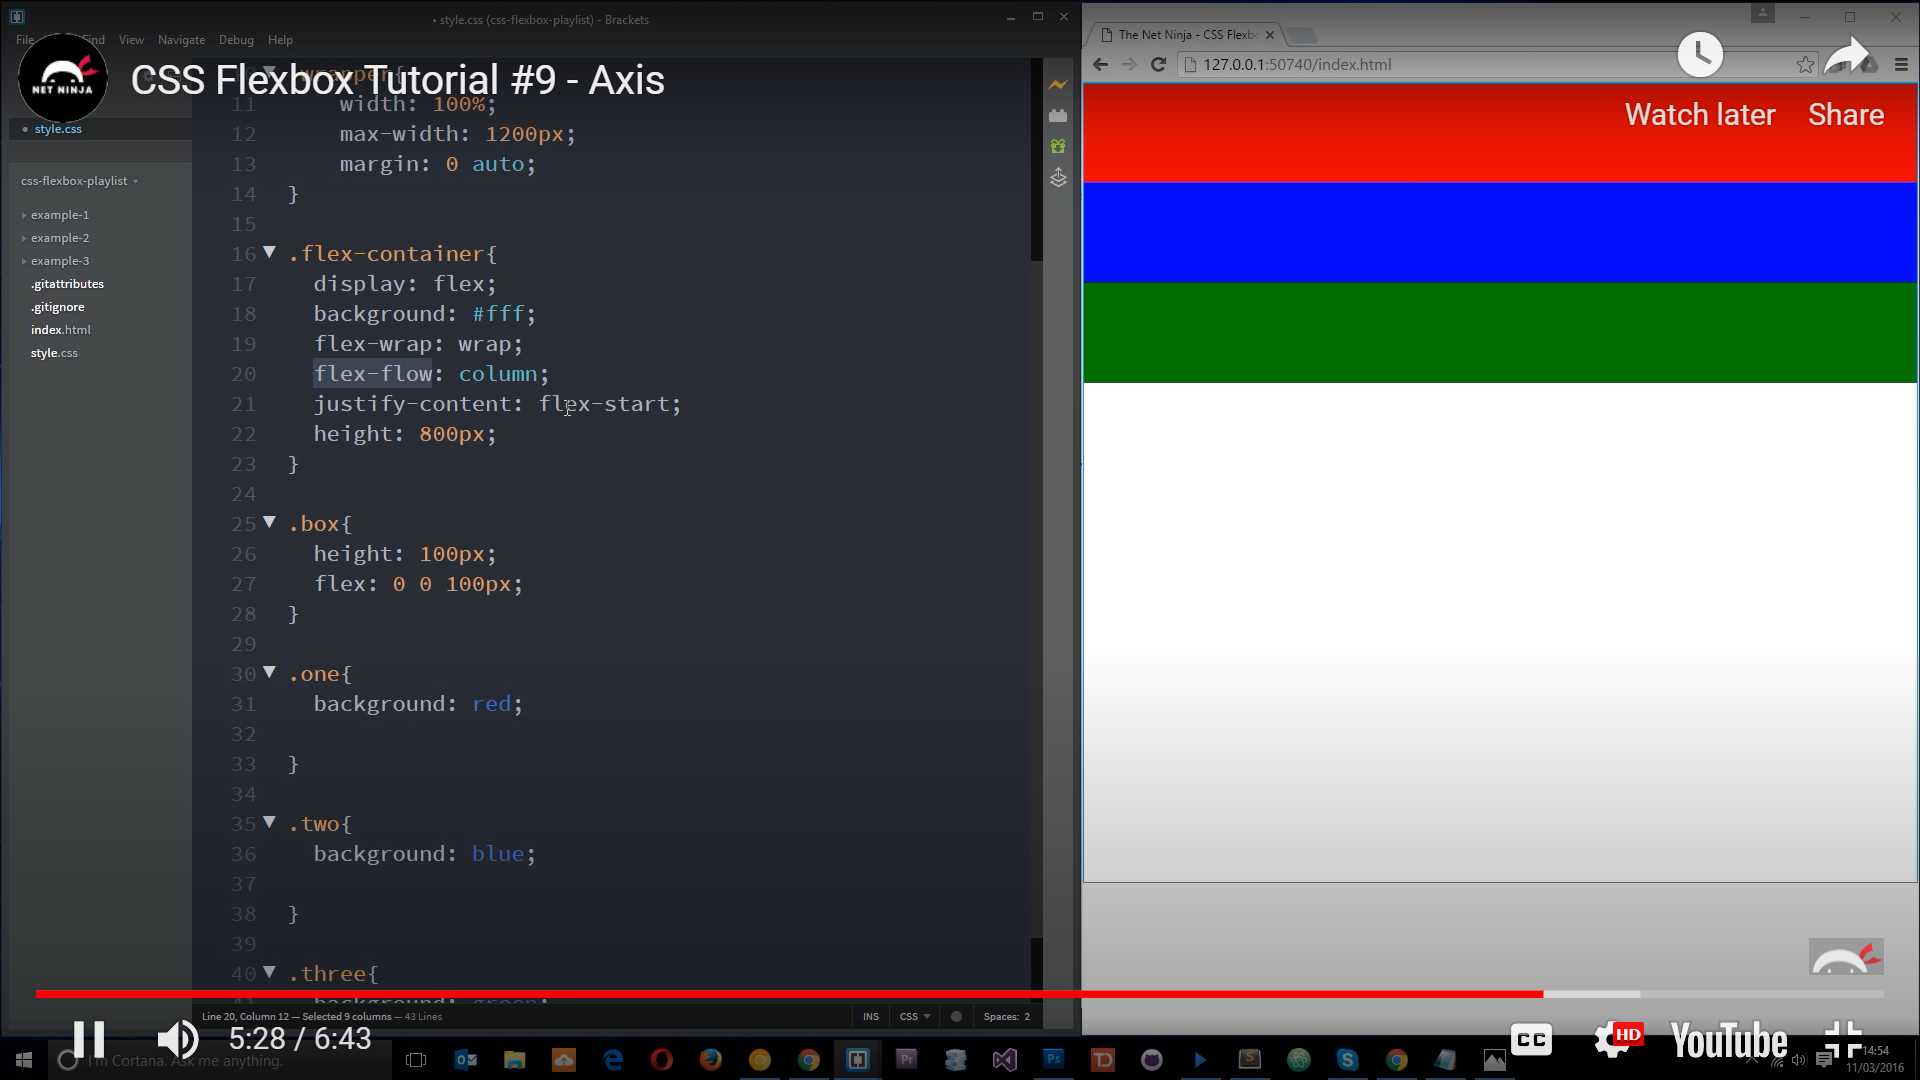 style.css (css-flexbox-playlist) - Brackets
File Find View Navigate Debug Help
NET NINJA
CSS Flexbox Tutorial #9 - Axis
style.css
css-flexbox-playlist
example-1
example-2
example-3
.gitattributes
.gitignore
index.html
style.css
11 width: 100%;
12 max-width: 1200px;
13 margin: 0 auto;
14 }
15
16 .flex-container{
17 display: flex;
18 background: #fff;
19 flex-wrap: wrap;
20 flex-flow: column;
21 justify-content: flex-start;
22 height: 800px;
23 }
24
25 .box{
26 height: 100px;
27 flex: 0 0 100px;
28 }
29
30 .one{
31 background: red;
32
33 }
34
35 .two{
36 background: blue;
37
38 }
39
40 .three{
41 background: green;
Line 20, Column 12 — Selected 9 columns — 43 Lines
INS CSS Spaces: 2
The Net Ninja - CSS Flexb
127.0.0.1:50740/index.html
Watch later Share
5:28 / 6:43
CC HD YouTube
I'm Cortana. Ask me anything.
Pr Ps TD
14:54
11/03/2016